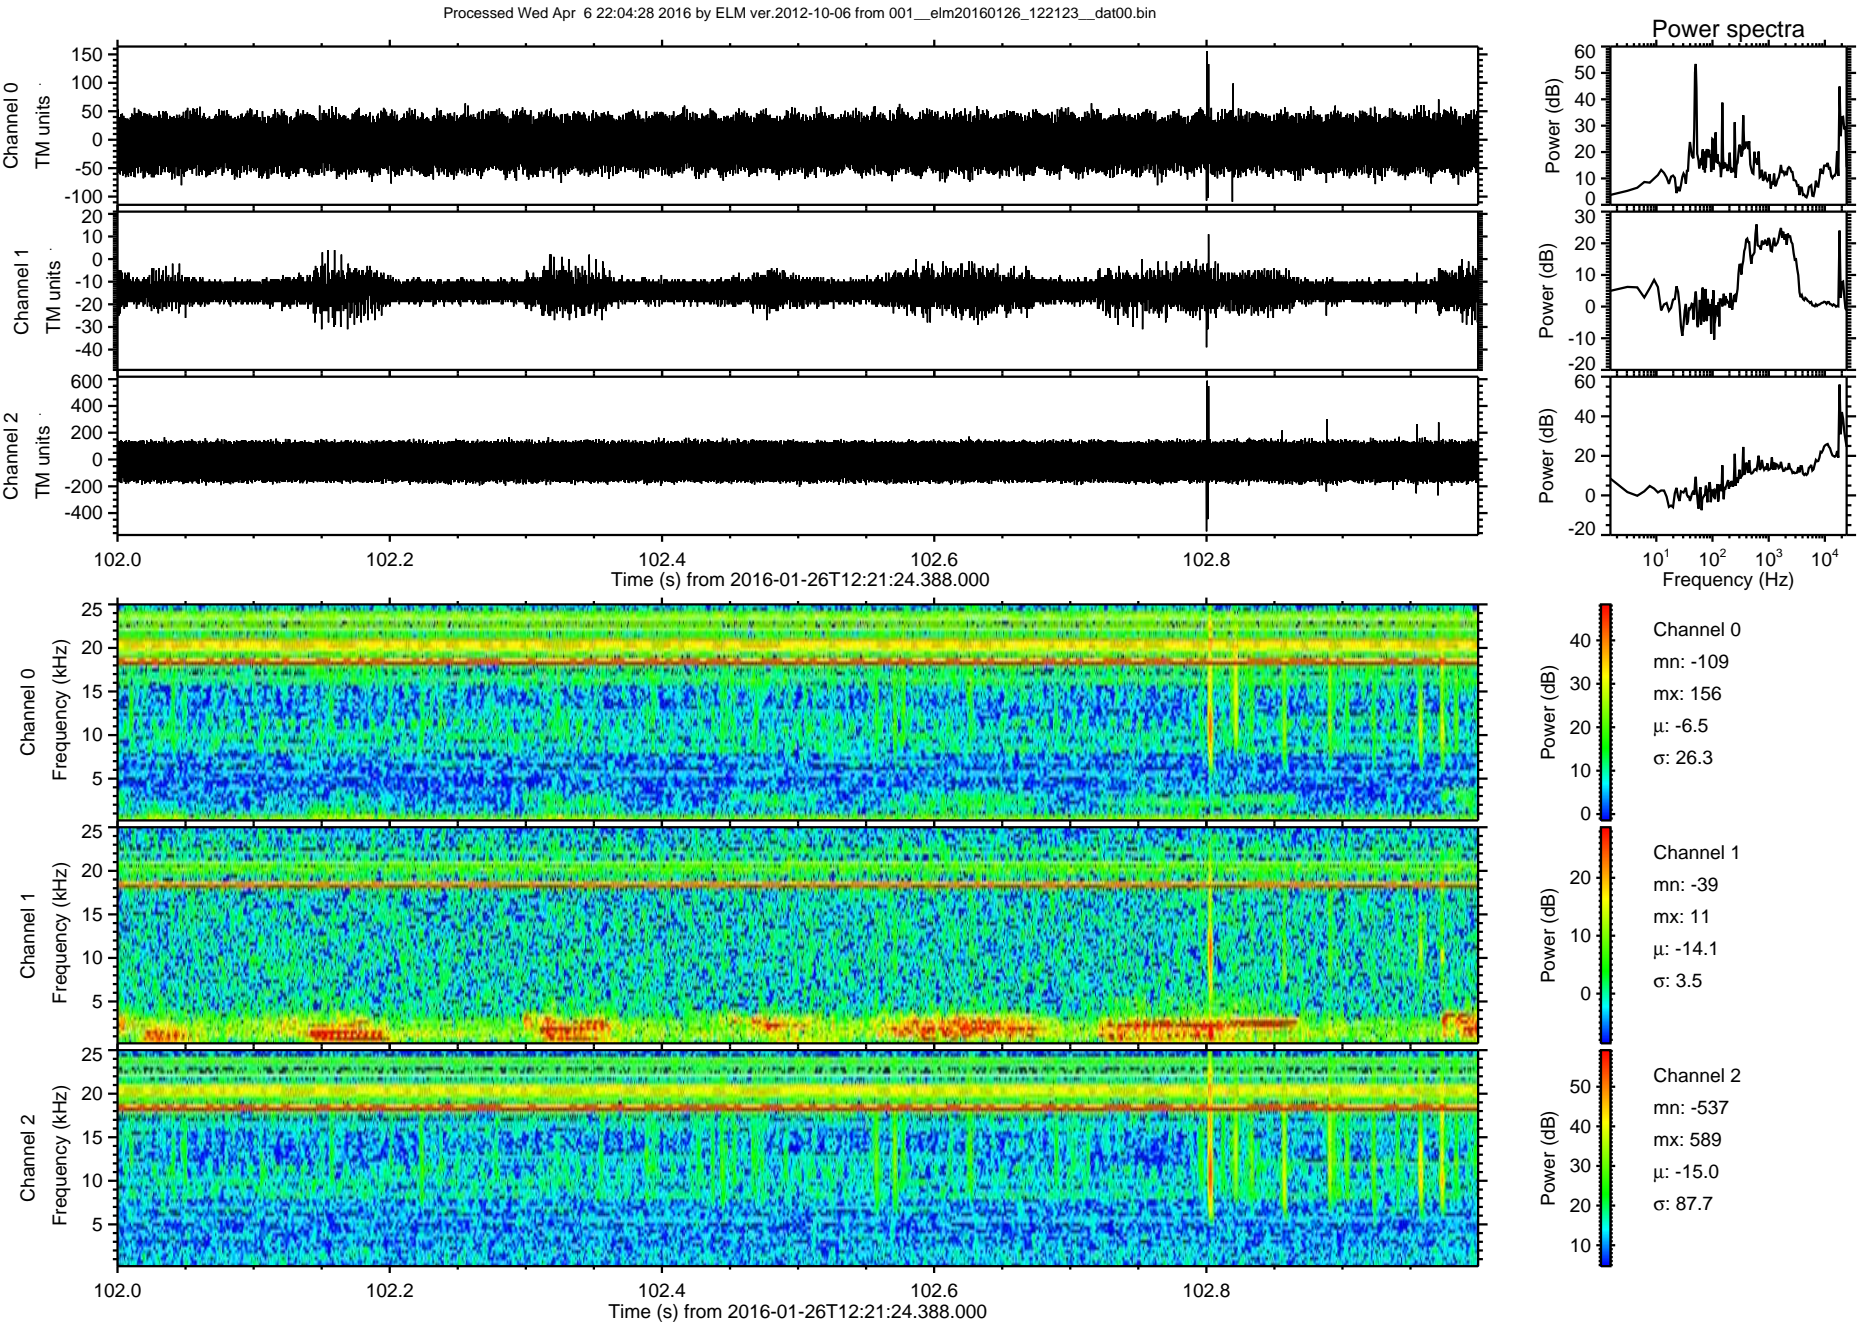 Processed Wed Apr  6 22:04:28 2016 by ELM ver.2012-10-06 from 001__elm20160126_122123__dat00.bin
Power spectra
Channel 0
TM units
150
100
50
0
-50
-100
Power (dB)
60
50
40
30
20
10
0
Channel 1
TM units
20
10
0
-10
-20
-30
-40
Power (dB)
30
20
10
0
-10
-20
Channel 2
TM units
600
400
200
0
-200
-400
Power (dB)
60
40
20
0
-20
102.0 102.2 102.4 102.6 102.8
Time (s) from 2016-01-26T12:21:24.388.000
10¹ 10² 10³ 10⁴
Frequency (Hz)
Channel 0
Frequency (kHz)
25
20
15
10
5
Power (dB)
40
30
20
10
0
Channel 0
mn: -109
mx: 156
μ: -6.5
σ: 26.3
Channel 1
Frequency (kHz)
25
20
15
10
5
Power (dB)
20
10
0
Channel 1
mn: -39
mx: 11
μ: -14.1
σ: 3.5
Channel 2
Frequency (kHz)
25
20
15
10
5
Power (dB)
50
40
30
20
10
Channel 2
mn: -537
mx: 589
μ: -15.0
σ: 87.7
102.0 102.2 102.4 102.6 102.8
Time (s) from 2016-01-26T12:21:24.388.000